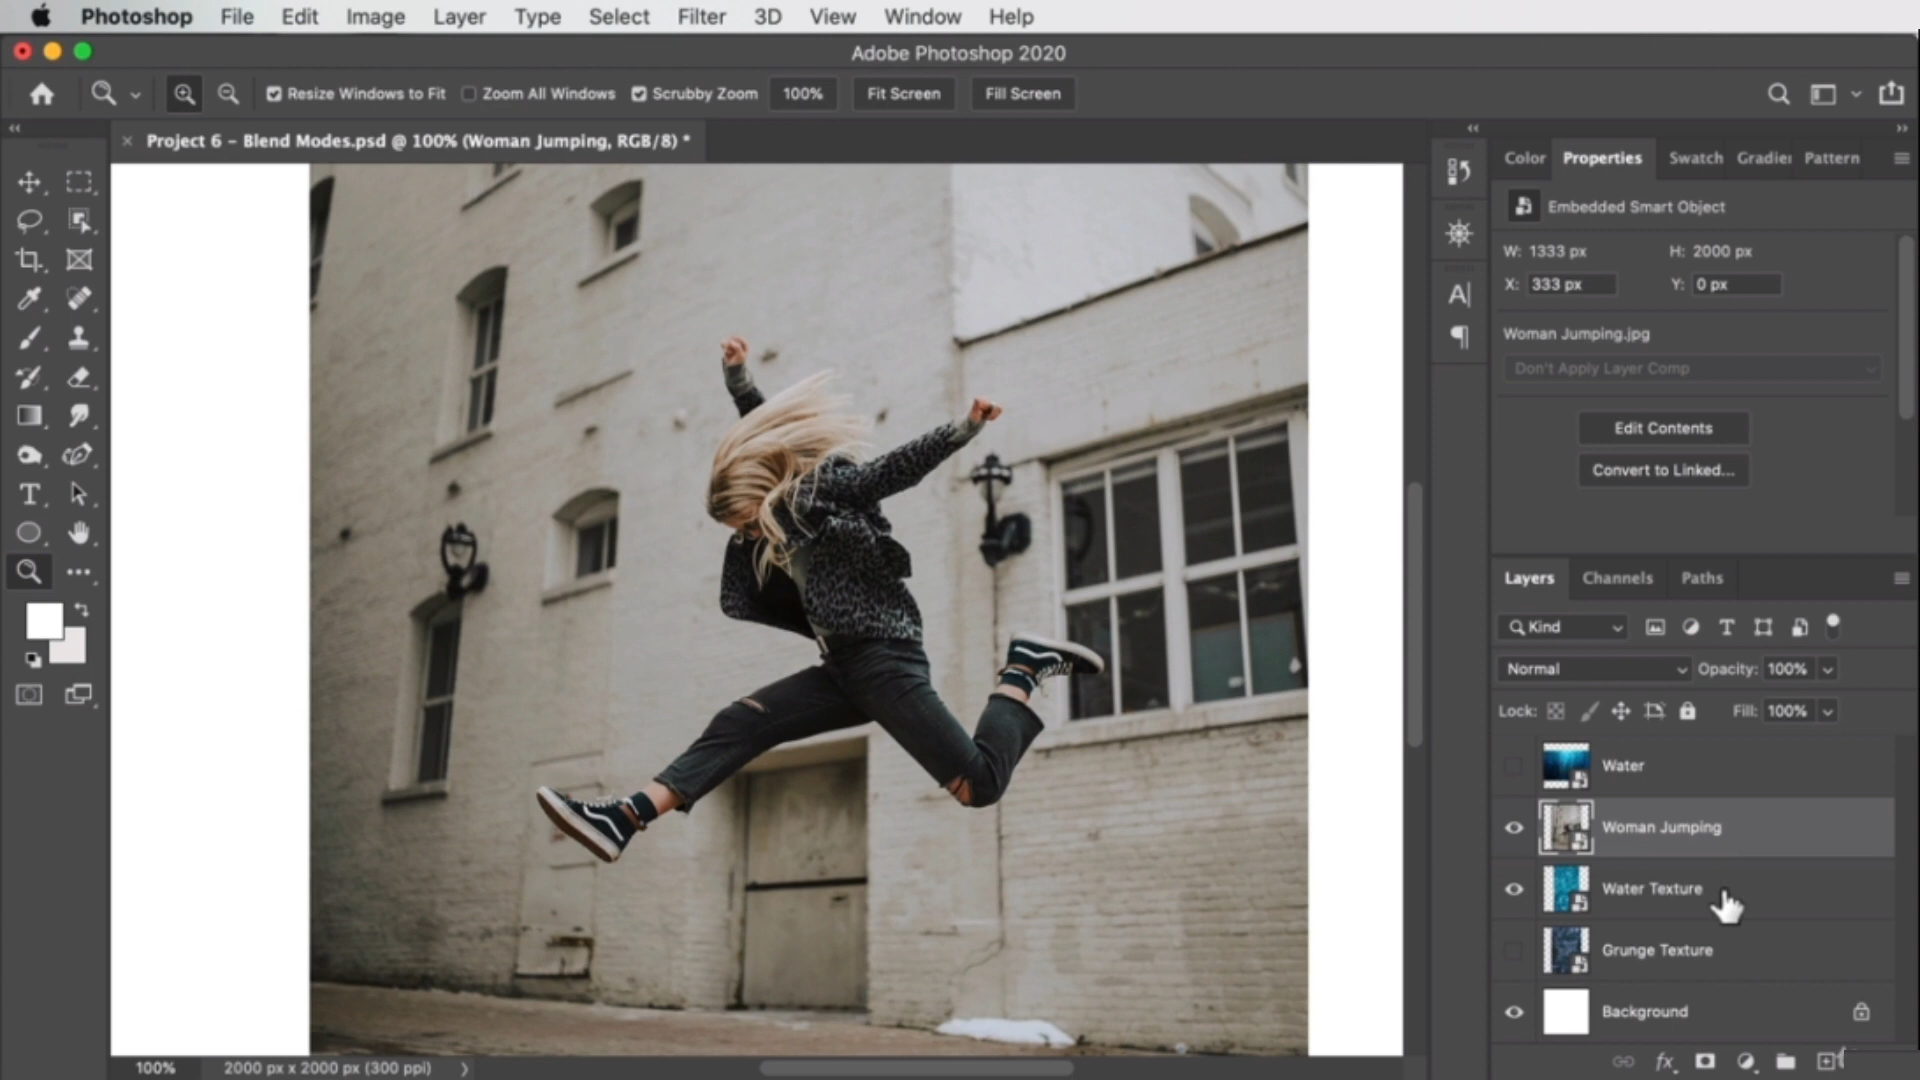 Photoshop File Edit Image Layer Type Select Filter 3D View Window Help
Adobe Photoshop 2020
Resize Windows to Fit Zoom All Windows Scrubby Zoom 100% Fit Screen Fill Screen
Project 6 - Blend Modes.psd @ 100% (Woman Jumping, RGB/8) *
Color Properties Swatch Gradier Pattern
Embedded Smart Object
W: 1333 px H: 2000 px
X: 333 px Y: 0 px
Woman Jumping.jpg
Don't Apply Layer Comp
Edit Contents
Convert to Linked...
Layers Channels Paths
Kind
Normal Opacity: 100%
Lock: Fill: 100%
Water
Woman Jumping
Water Texture
Grunge Texture
Background
100% 2000 px x 2000 px (300 ppi)